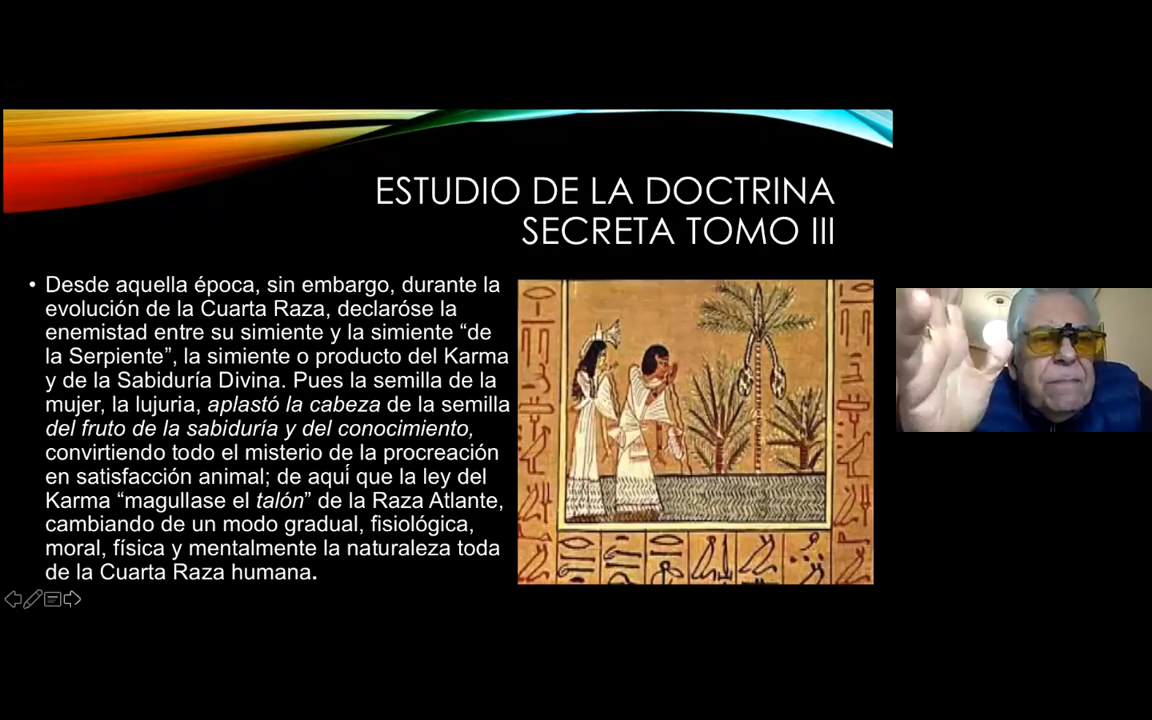 ESTUDIO DE LA DOCTRINA
SECRETA TOMO III
• Desde aquella época, sin embargo, durante la
evolución de la Cuarta Raza, declaróse la
enemistad entre su simiente y la simiente “de
la Serpiente”, la simiente o producto del Karma
y de la Sabiduría Divina. Pues la semilla de la
mujer, la lujuria, aplastó la cabeza de la semilla
del fruto de la sabiduría y del conocimiento,
convirtiendo todo el misterio de la procreación
en satisfacción animal; de aquí que la ley del
Karma “magullase el talón” de la Raza Atlante,
cambiando de un modo gradual, fisiológica,
moral, física y mentalmente la naturaleza toda
de la Cuarta Raza humana.